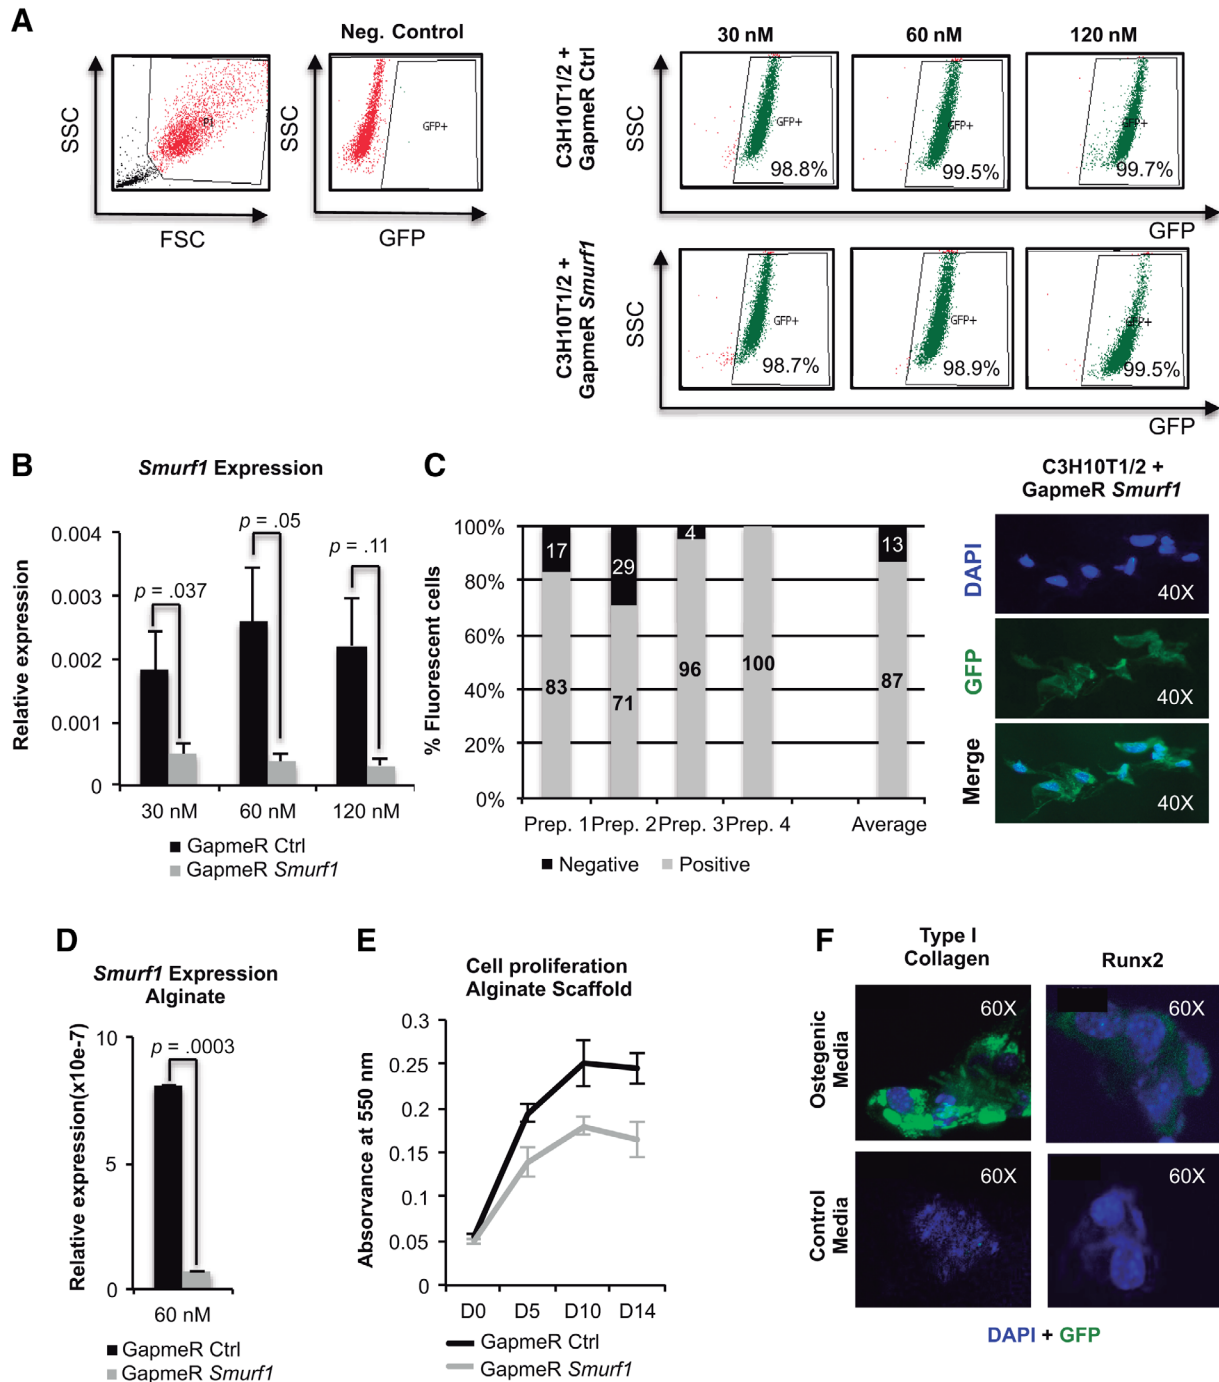 A
Neg. Control
SSC
FSC
SSC
GFP+
GFP
30 nM
60 nM
120 nM
C3H10T1/2 +
GapmeR Ctrl
SSC
GFP+
98.8%
GFP+
99.5%
GFP+
99.7%
GFP
C3H10T1/2 +
GapmeR Smurf1
SSC
GFP+
98.7%
GFP+
98.9%
GFP+
99.5%
GFP
B
Smurf1 Expression
Relative expression
0.004
0.003
0.002
0.001
0
p = .037
p = .05
p = .11
30 nM
60 nM
120 nM
GapmeR Ctrl
GapmeR Smurf1
C
% Fluorescent cells
100%
80%
60%
40%
20%
0%
17
83
29
71
4
96
100
13
87
Prep. 1
Prep. 2
Prep. 3
Prep. 4
Average
Negative
Positive
C3H10T1/2 +
GapmeR Smurf1
DAPI
40X
GFP
40X
Merge
40X
D
Smurf1 Expression
Alginate
Relative expression(x10e-7)
10
5
0
p = .0003
60 nM
GapmeR Ctrl
GapmeR Smurf1
E
Cell proliferation
Alginate Scaffold
Absorvance at 550 nm
0.3
0.25
0.2
0.15
0.1
0.05
0
D0
D5
D10
D14
GapmeR Ctrl
GapmeR Smurf1
F
Type I
Collagen
Runx2
Ostegenic
Media
60X
60X
Control
Media
60X
60X
DAPI + GFP